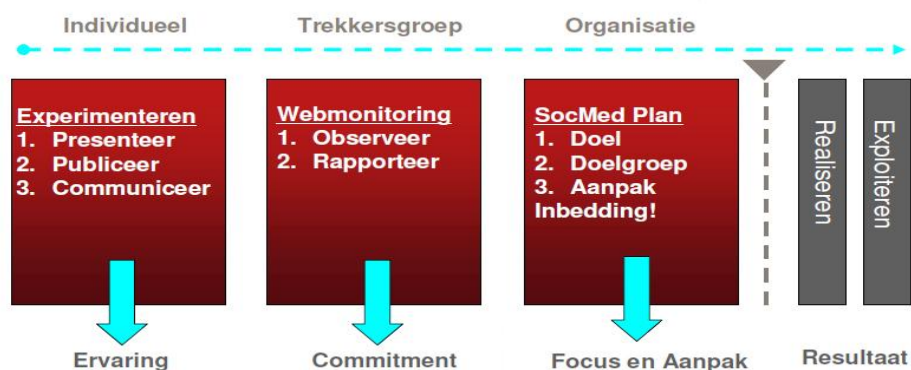 Individueel
Trekkersgroep
Organisatie
Experimenteren
1. Presenteer
2. Publiceer
3. Communiceer
Webmonitoring
1. Observeer
2. Rapporteer
SocMed Plan
1. Doel
2. Doelgroep
3. Aanpak
Inbedding!
Realiseren
Exploiteren
Ervaring
Commitment
Focus en Aanpak
Resultaat